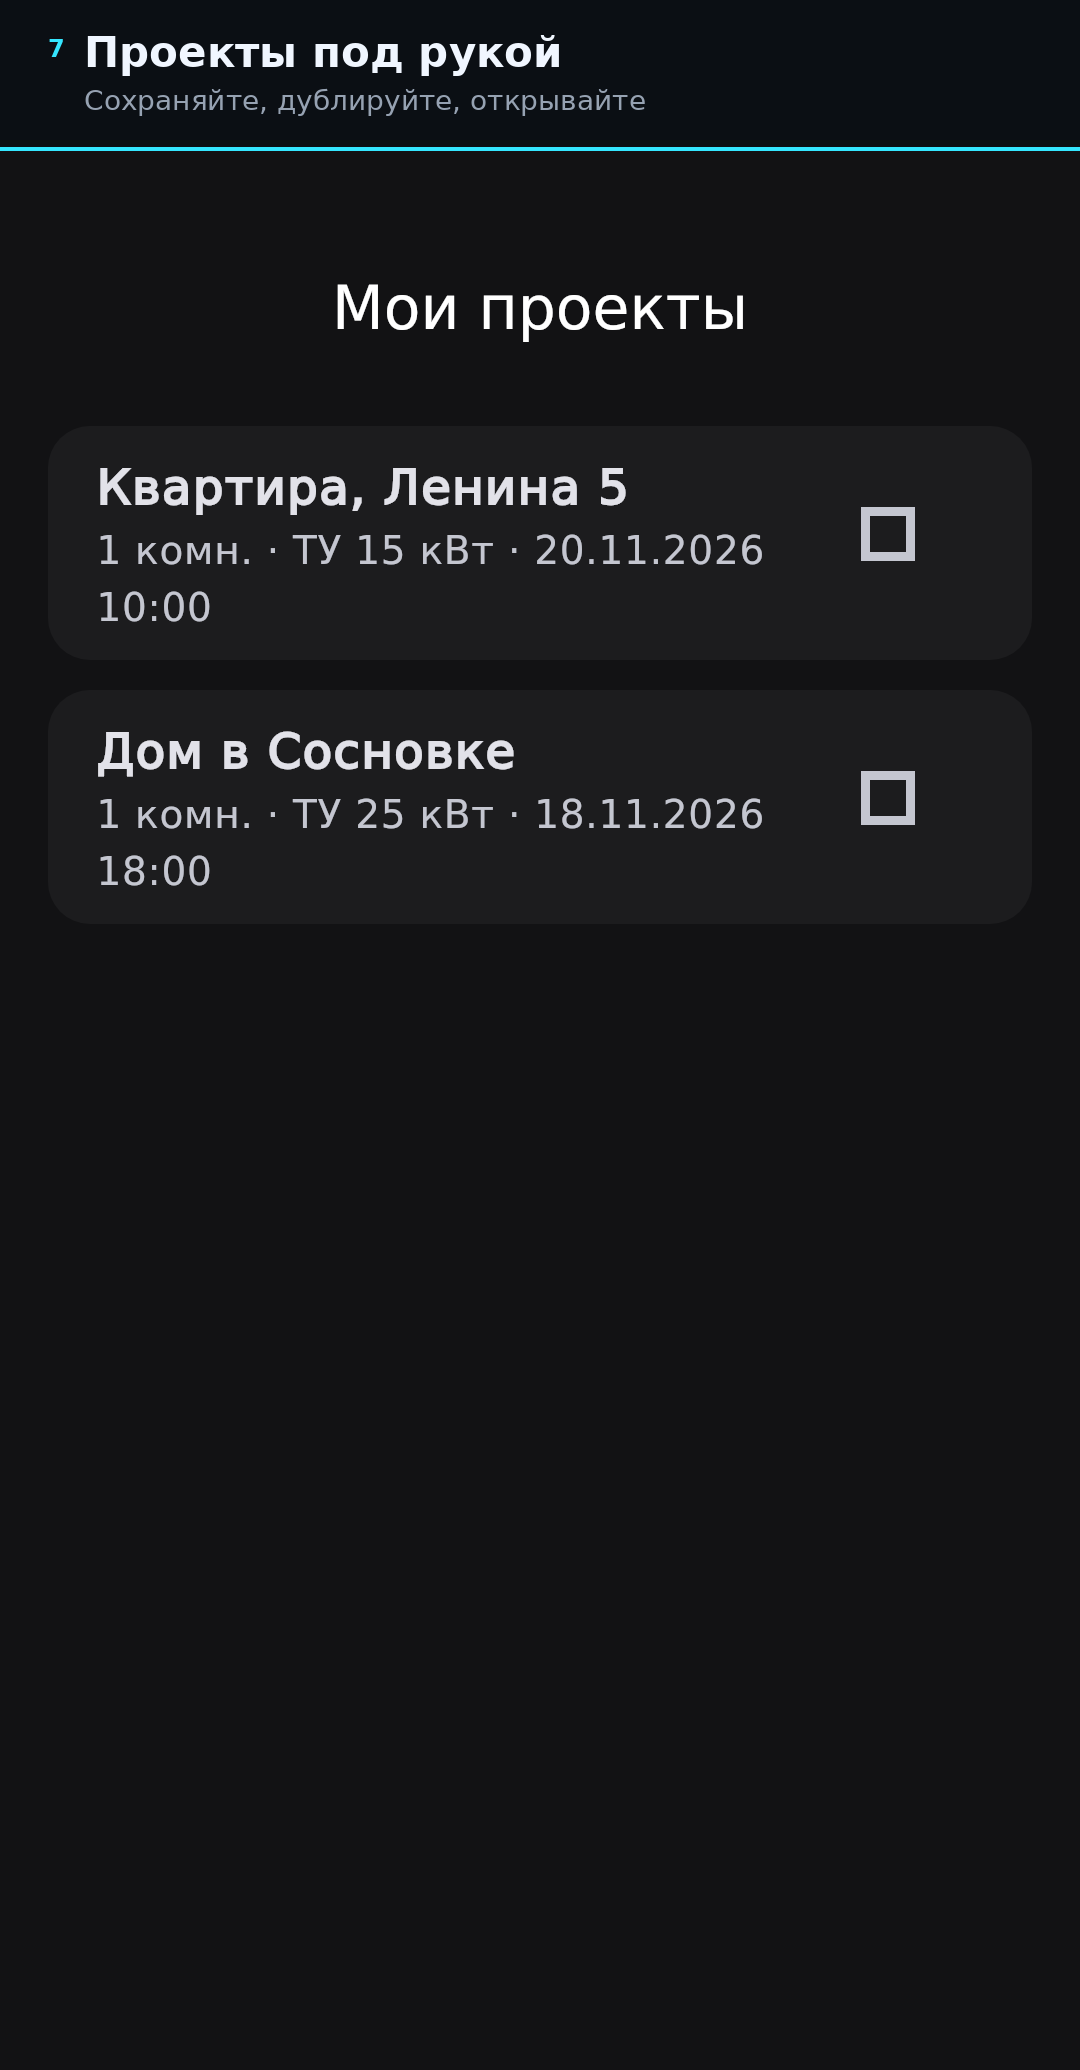 7 Проекты под рукой
Сохраняйте, дублируйте, открывайте
Мои проекты
Квартира, Ленина 5
1 комн. · ТУ 15 кВт · 20.11.2026
10:00
Дом в Сосновке
1 комн. · ТУ 25 кВт · 18.11.2026
18:00